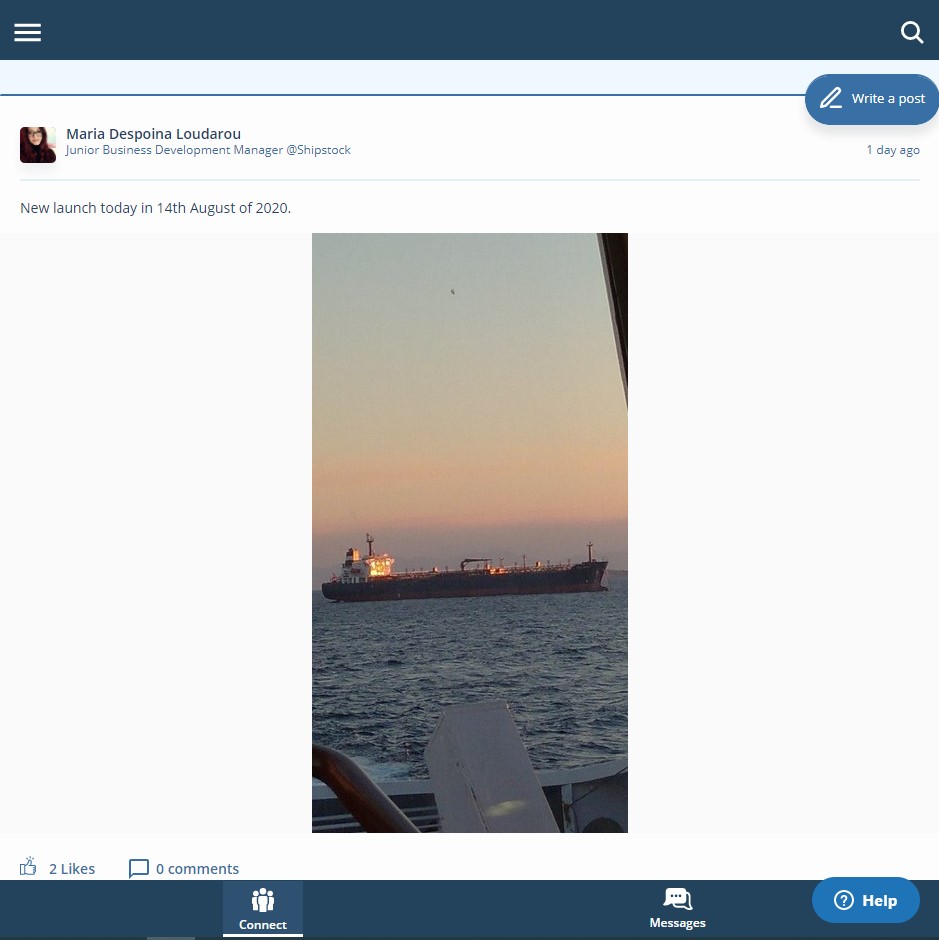 Write a post
Maria Despoina Loudarou
Junior Business Development Manager @Shipstock
1 day ago
New launch today in 14th August of 2020.
2 Likes
0 comments
Connect
Messages
Help